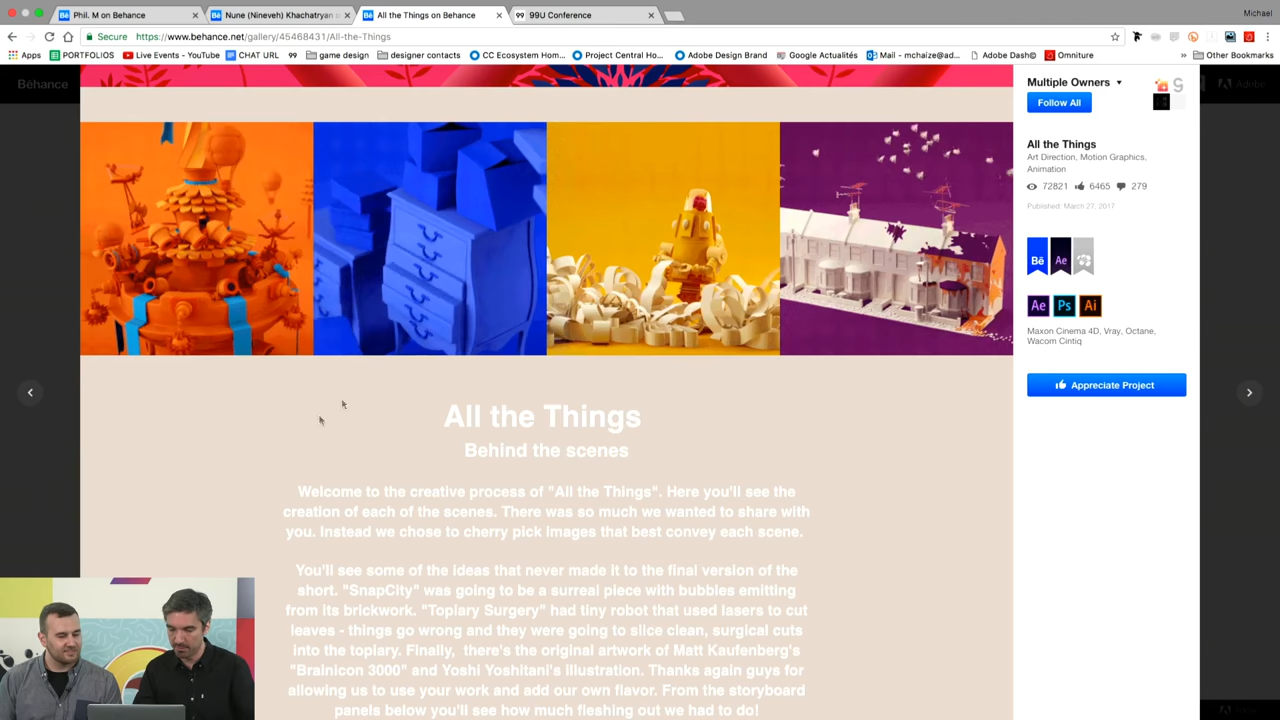 Michael
Phil. M on Behance
Nune (Nineveh) Khachatryan
All the Things on Behance
99 99U Conference
Secure https://www.behance.net/gallery/45468431/All-the-Things
Apps
PORTFOLIOS
Live Events - YouTube
CHAT URL
99
game design
designer contacts
CC Ecosystem Hom...
Project Central Ho...
Adobe Design Brand
Google Actualités
Mail - mchaize@ad...
Adobe Dash©
Omniture
» Other Bookmarks
Bēhance
Adobe
Multiple Owners
Follow All
All the Things
Art Direction, Motion Graphics,
Animation
72821 6465 279
Published: March 27, 2017
Bē Ae
Ae Ps Ai
Maxon Cinema 4D, Vray, Octane,
Wacom Cintiq
Appreciate Project
All the Things
Behind the scenes
Welcome to the creative process of "All the Things". Here you'll see the
creation of each of the scenes. There was so much we wanted to share with
you. Instead we chose to cherry pick images that best convey each scene.
You'll see some of the ideas that never made it to the final version of the
short. "SnapCity" was going to be a surreal piece with bubbles emitting
from its brickwork. "Topiary Surgery" had tiny robot that used lasers to cut
leaves - things go wrong and they were going to slice clean, surgical cuts
into the topiary. Finally, there's the original artwork of Matt Kaufenberg's
"Brainicon 3000" and Yoshi Yoshitani's illustration. Thanks again guys for
allowing us to use your work and add our own flavor. From the storyboard
panels below you'll see how much fleshing out we had to do!